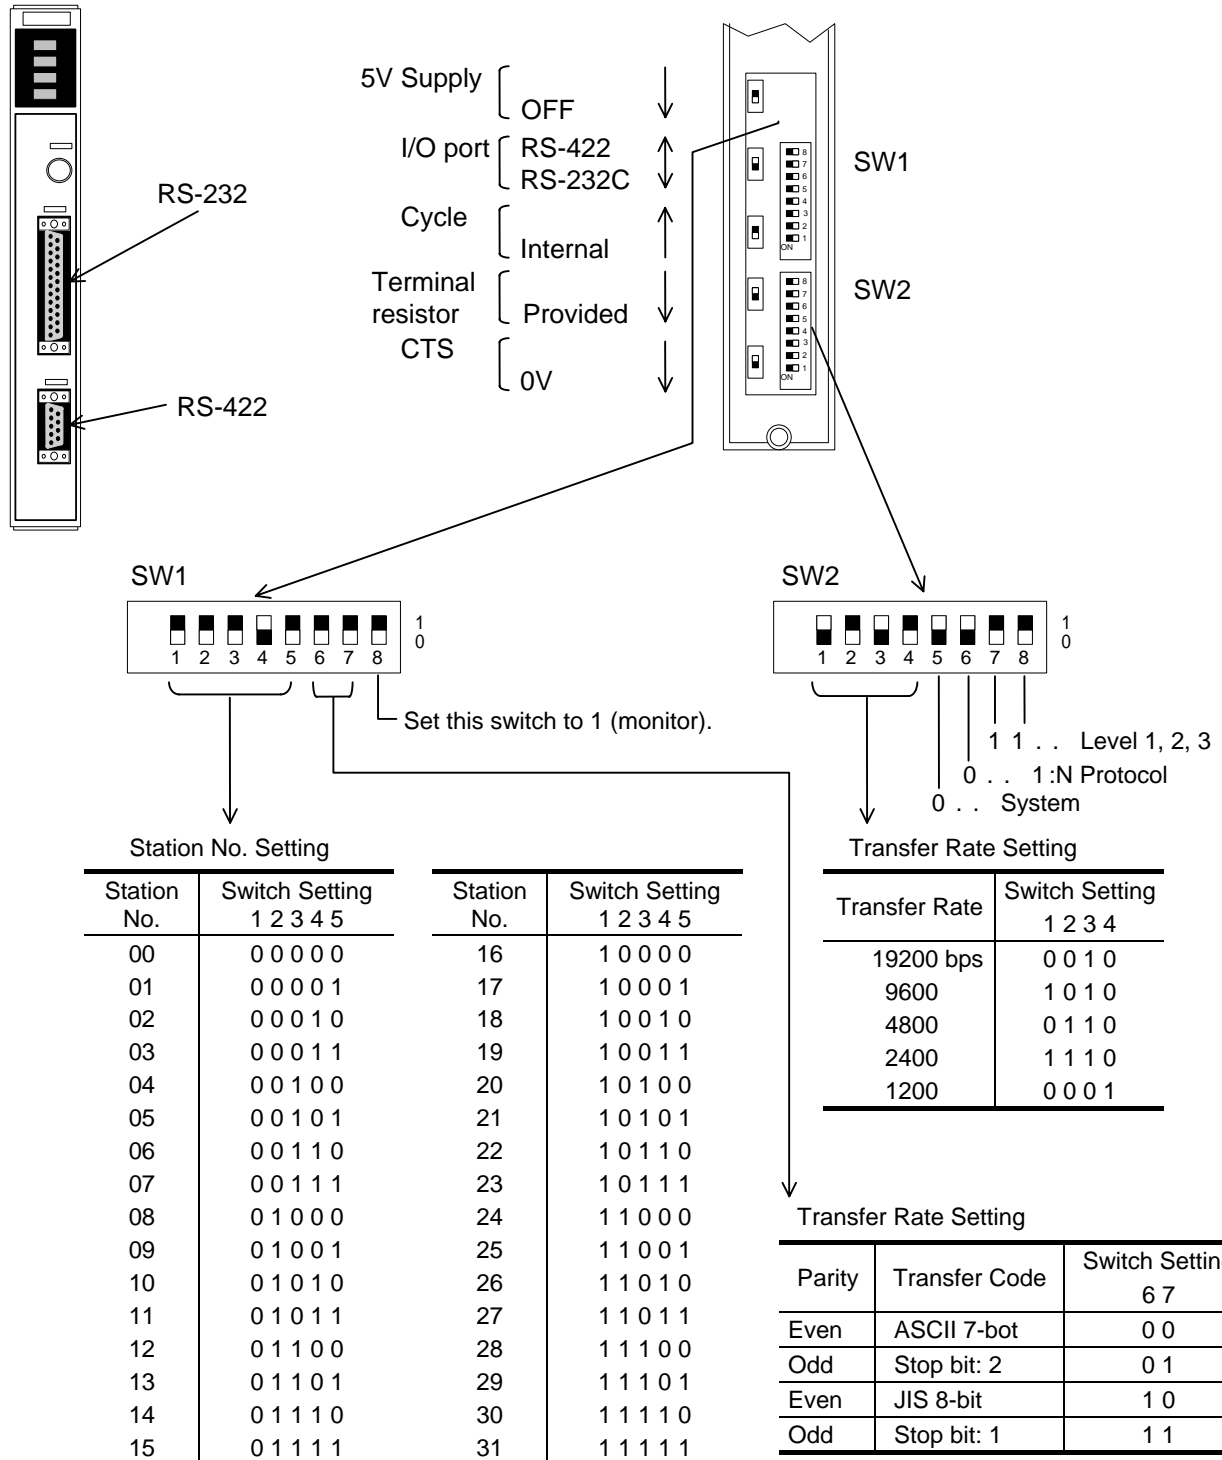 5V Supply
OFF
I/O port RS-422
RS-232C
Cycle
Internal
Terminal
resistor Provided
CTS
0V
RS-232
RS-422
SW1
8
7
6
5
4
3
2
1
ON
SW2
8
7
6
5
4
3
2
1
ON
SW1
1
0
1 2 3 4 5 6 7 8
Set this switch to 1 (monitor).
SW2
1
0
1 2 3 4 5 6 7 8
1 1 . . Level 1, 2, 3
0 . . 1:N Protocol
0 . . System
Station No. Setting
Station No. Switch Setting
1 2 3 4 5
00 0 0 0 0 0
01 0 0 0 0 1
02 0 0 0 1 0
03 0 0 0 1 1
04 0 0 1 0 0
05 0 0 1 0 1
06 0 0 1 1 0
07 0 0 1 1 1
08 0 1 0 0 0
09 0 1 0 0 1
10 0 1 0 1 0
11 0 1 0 1 1
12 0 1 1 0 0
13 0 1 1 0 1
14 0 1 1 1 0
15 0 1 1 1 1
Station No. Switch Setting
1 2 3 4 5
16 1 0 0 0 0
17 1 0 0 0 1
18 1 0 0 1 0
19 1 0 0 1 1
20 1 0 1 0 0
21 1 0 1 0 1
22 1 0 1 1 0
23 1 0 1 1 1
24 1 1 0 0 0
25 1 1 0 0 1
26 1 1 0 1 0
27 1 1 0 1 1
28 1 1 1 0 0
29 1 1 1 0 1
30 1 1 1 1 0
31 1 1 1 1 1
Transfer Rate Setting
Transfer Rate Switch Setting
1 2 3 4
19200 bps 0 0 1 0
9600 1 0 1 0
4800 0 1 1 0
2400 1 1 1 0
1200 0 0 0 1
Transfer Rate Setting
Parity Transfer Code Switch Settin
6 7
Even ASCII 7-bot 0 0
Odd Stop bit: 2 0 1
Even JIS 8-bit 1 0
Odd Stop bit: 1 1 1